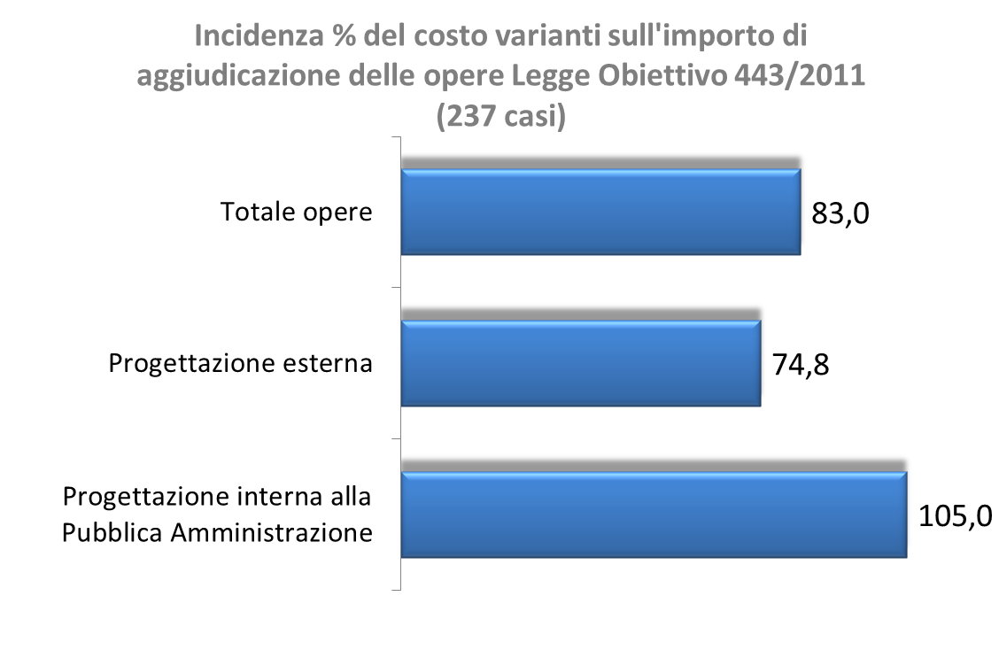 Incidenza % del costo varianti sull'importo di
aggiudicazione delle opere Legge Obiettivo 443/2011
(237 casi)
Totale opere
83,0
Progettazione esterna
74,8
Progettazione interna alla
Pubblica Amministrazione
105,0